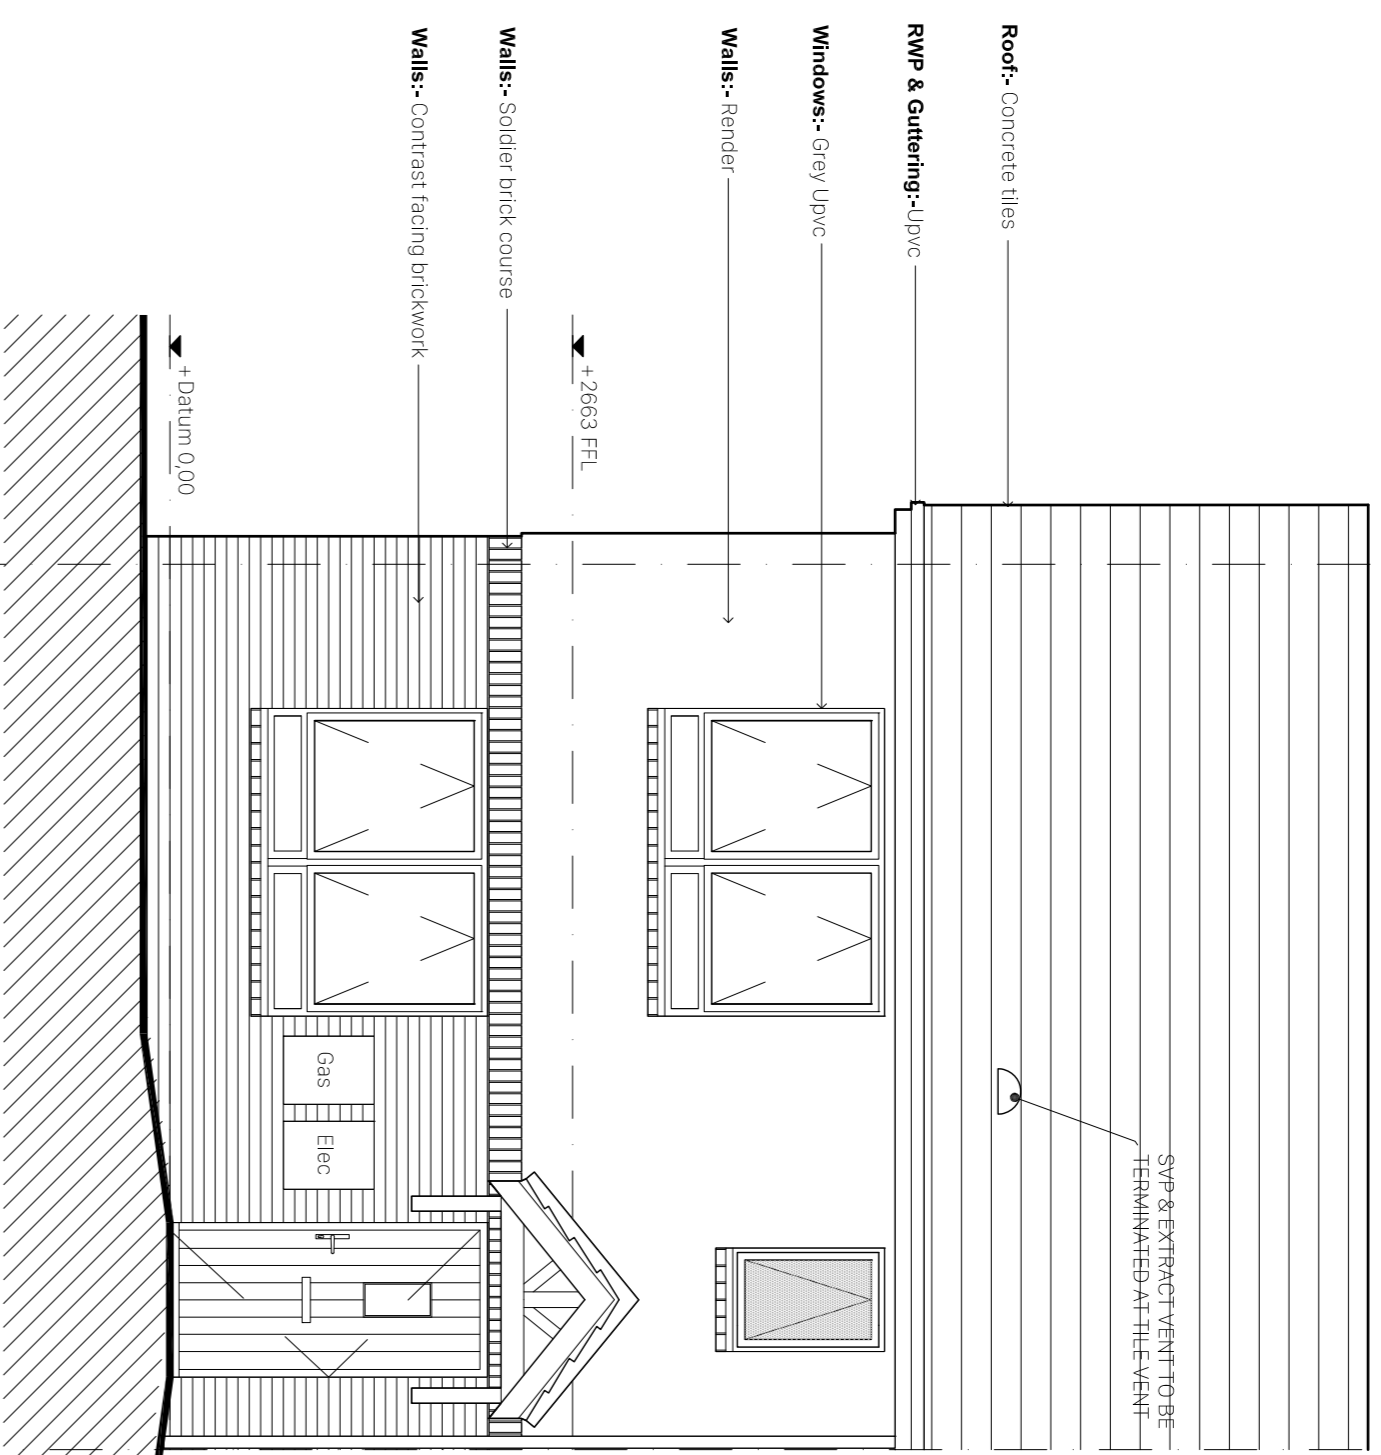 Roof:- Concrete tiles
RWP & Guttering:-Upvc
Windows:- Grey Upvc
Walls:- Render
Walls:- Soldier brick course
Walls:- Contrast facing brickwork
+2663 FFL
+Datum 0,00
SVP & EXTRACT VENT TO BE
TERMINATED AT TILE VENT
Gas
Elec